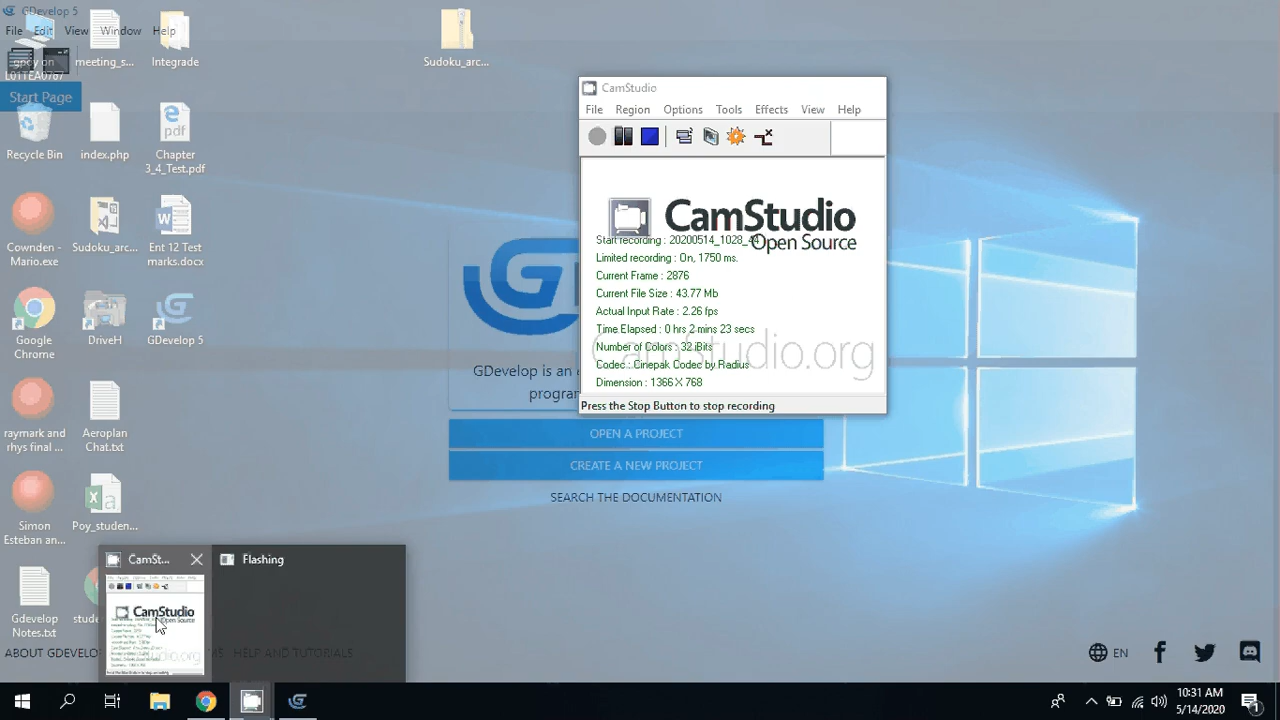 GDevelop 5
File Edit View Window Help
gpoy on
L01TEA0767
meeting_s...
Integrade
Sudoku_arc...
Start Page
Recycle Bin
index.php
Chapter
3_4_Test.pdf
Cownden -
Mario.exe
Sudoku_arc...
Ent 12 Test
marks.docx
Google
Chrome
DriveH
GDevelop 5
raymark and
rhys final ...
Aeroplan
Chat.txt
Simon
Esteban an...
Poy_studen...
Gdevelop
Notes.txt
CamStudio
File Region Options Tools Effects View Help
CamStudio
Open Source
Start recording : 20200514_1028_44
Limited recording : On, 1750 ms.
Current Frame : 2876
Current File Size : 43.77 Mb
Actual Input Rate : 2.26 fps
Time Elapsed : 0 hrs 2 mins 23 secs
Number of Colors : 32 Bits
CamStudio.org
Codec : Cinepak Codec by Radius
Dimension : 1366 X 768
Press the Stop Button to stop recording
GDevelop is an
OPEN A PROJECT
CREATE A NEW PROJECT
SEARCH THE DOCUMENTATION
CamSt...
Flashing
CamStudio
Open Source
HELP AND TUTORIALS
EN
10:31 AM
5/14/2020
1